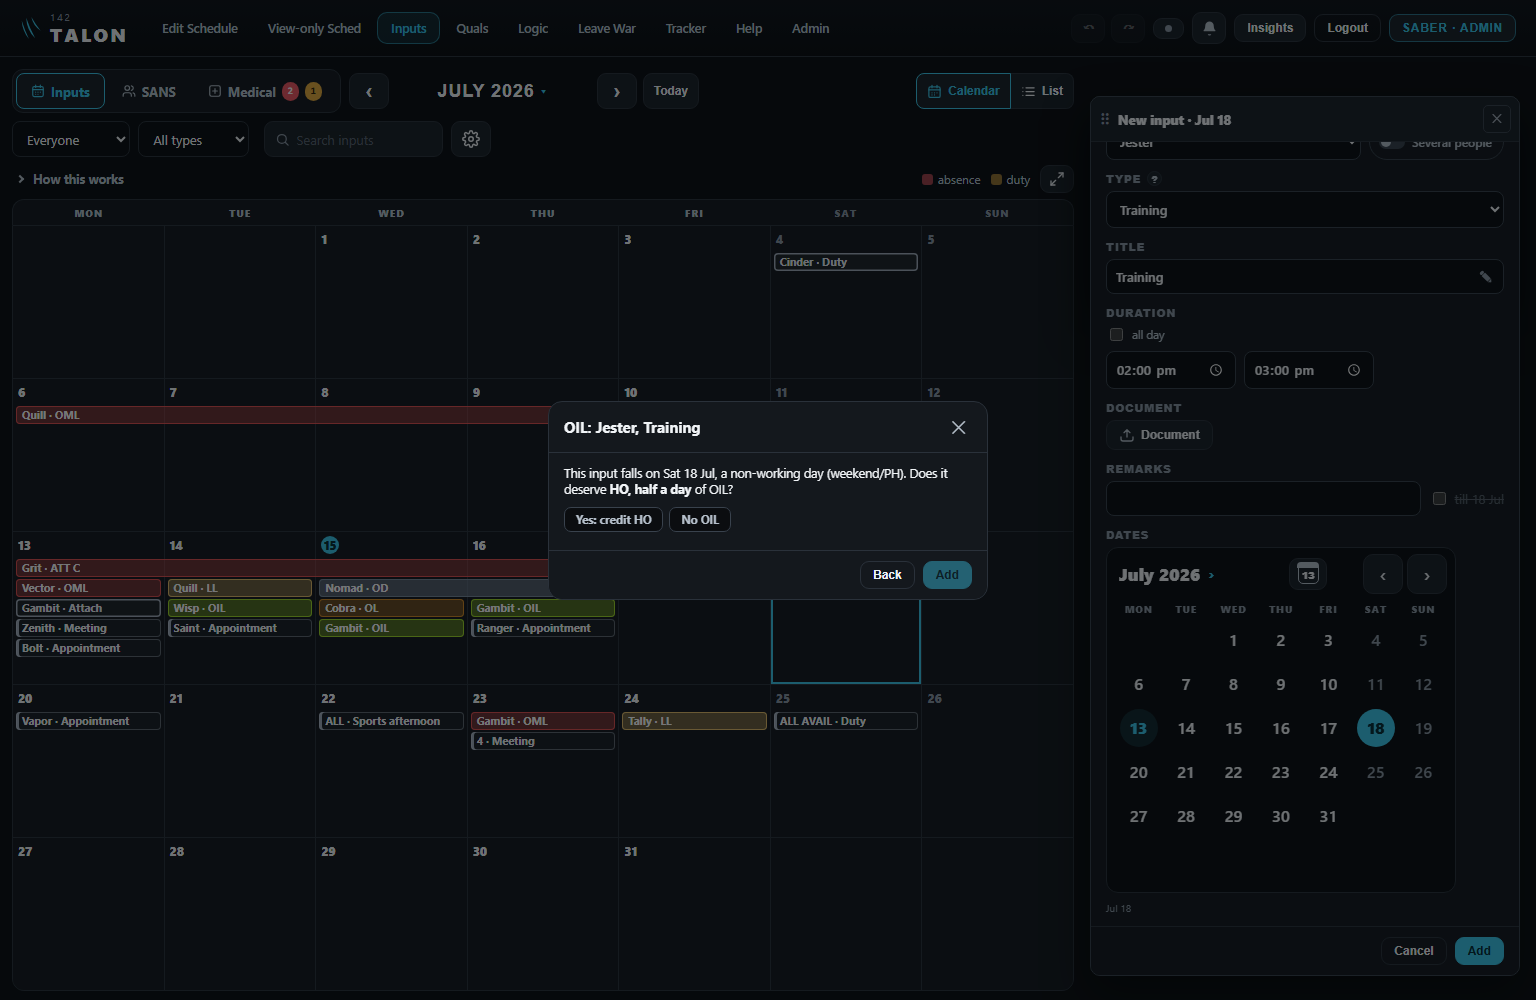 142
TALON
Edit Schedule
View-only Sched
Inputs
Quals
Logic
Leave War
Tracker
Help
Admin
Insights
Logout
SABER · ADMIN
Inputs
SANS
Medical
2
1
‹
JULY 2026
›
Today
Calendar
List
Everyone
All types
Search inputs
How this works
absence
duty
MON
TUE
WED
THU
FRI
SAT
SUN
1
2
3
4
5
Cinder · Duty
6
7
8
9
10
11
12
Quill · OML
13
14
15
16
Grit · ATT C
Vector · OML
Quill · LL
Nomad · OD
Gambit · Attach
Wisp · OIL
Cobra · OL
Gambit · OIL
Zenith · Meeting
Saint · Appointment
Gambit · OIL
Ranger · Appointment
Bolt · Appointment
20
21
22
23
24
25
26
Vapor · Appointment
ALL · Sports afternoon
Gambit · OML
Tally · LL
ALL AVAIL · Duty
4 · Meeting
27
28
29
30
31
OIL: Jester, Training
This input falls on Sat 18 Jul, a non-working day (weekend/PH). Does it
deserve HO, half a day of OIL?
Yes: credit HO
No OIL
Back
Add
New input · Jul 18
Jester
Several people
TYPE ?
Training
TITLE
Training
DURATION
all day
02:00 pm
03:00 pm
DOCUMENT
Document
REMARKS
till 18 Jul
DATES
July 2026 ›
13
‹
›
MON TUE WED THU FRI SAT SUN
1 2 3 4 5
6 7 8 9 10 11 12
13 14 15 16 17 18 19
20 21 22 23 24 25 26
27 28 29 30 31
Jul 18
Cancel
Add